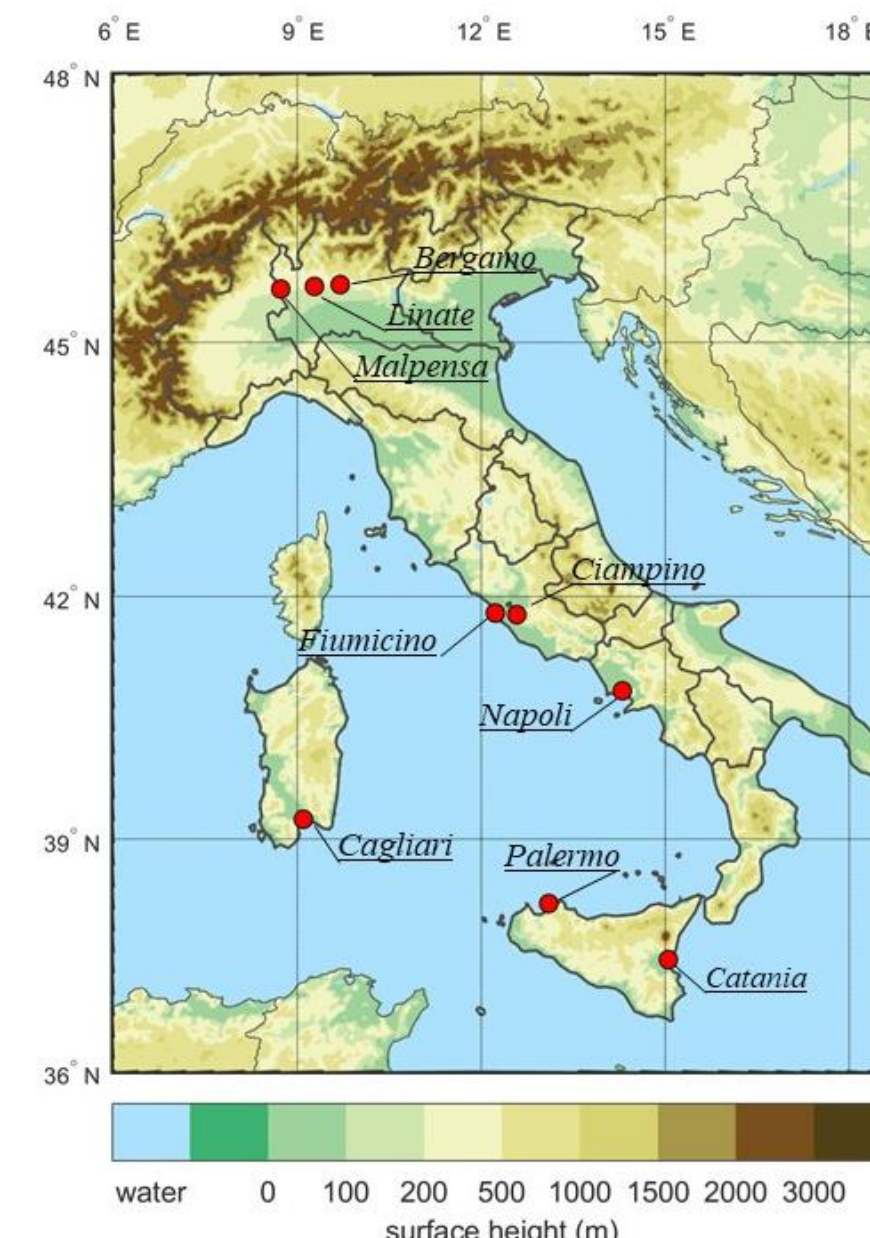 6° E 9° E 12° E 15° E 18° E
48° N
Bergamo
Linate
45° N
Malpensa
Ciampino
42° N
Fiumicino
Napoli
39° N
Cagliari
Palermo
Catania
36° N
water 0 100 200 500 1000 1500 2000 3000
surface height (m)